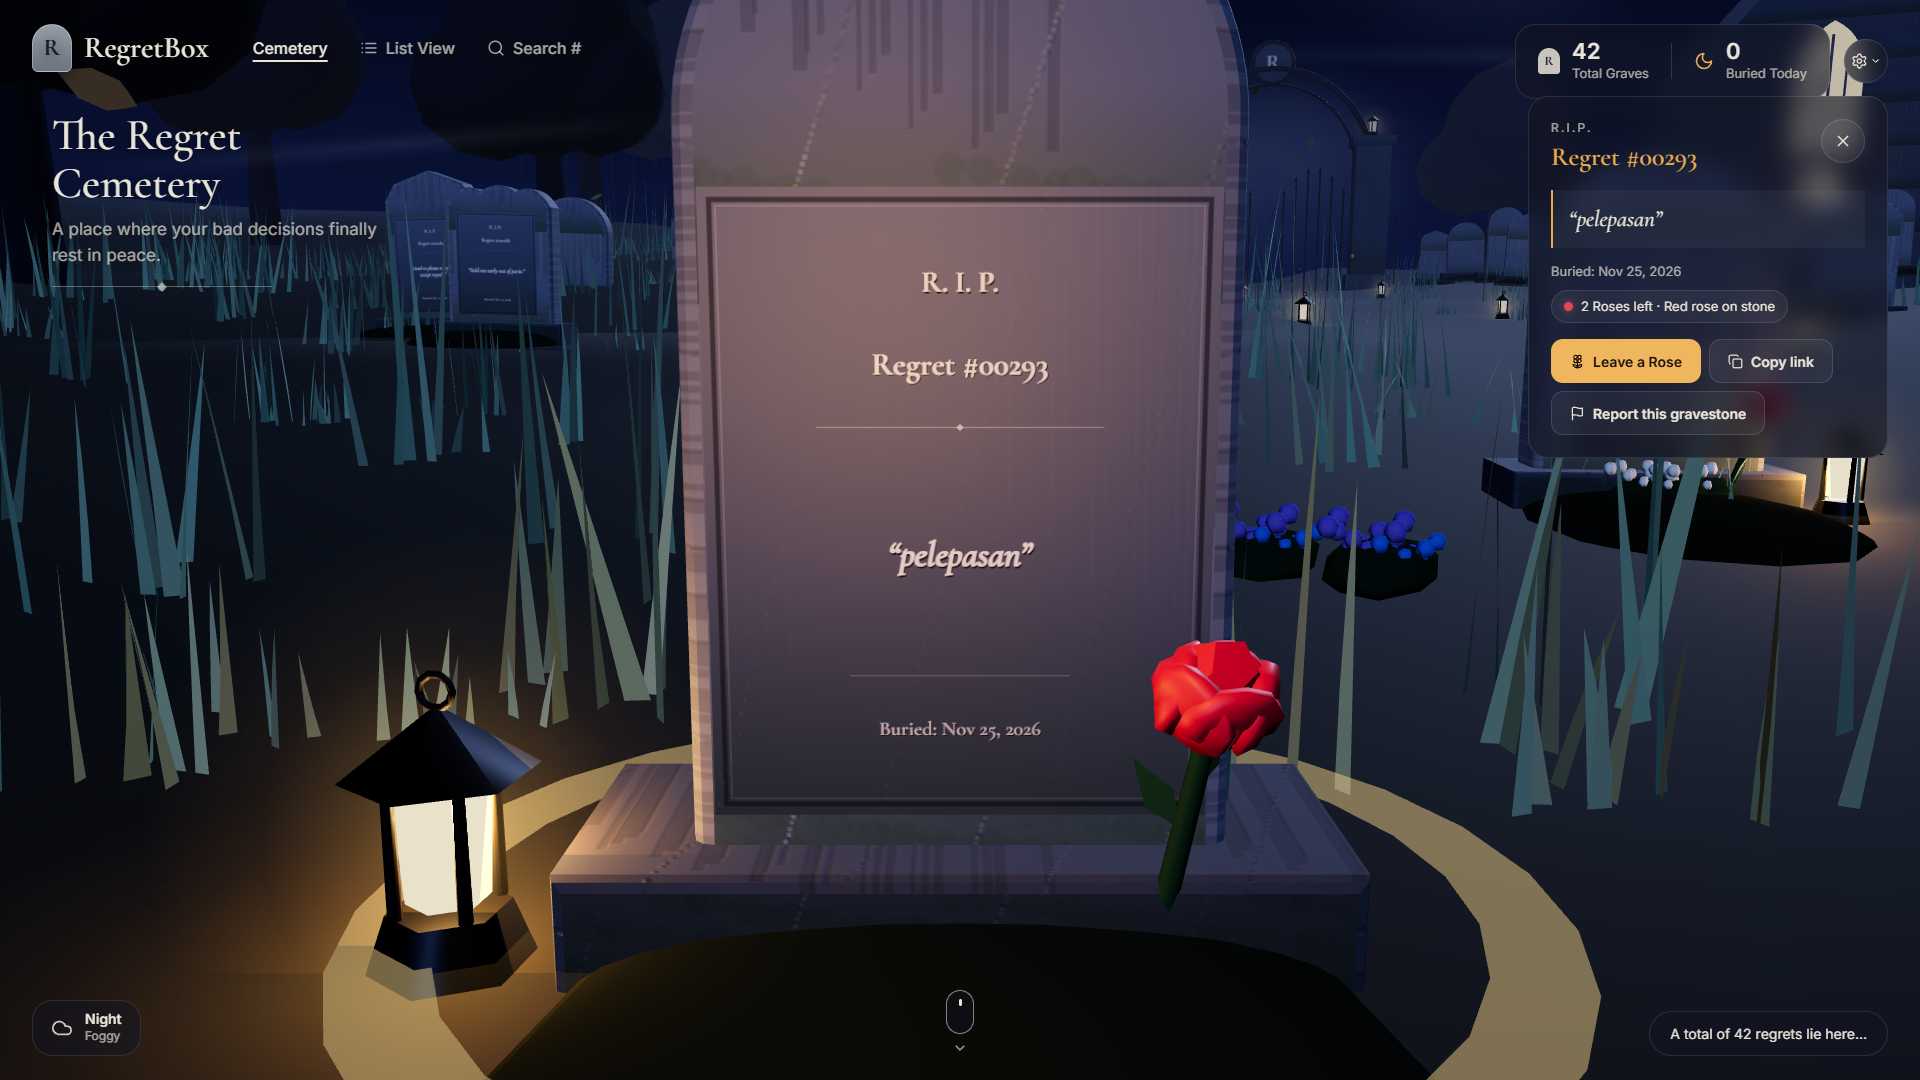 R
RegretBox
Cemetery
List View
Search #
R
42
Total Graves
0
Buried Today
The Regret
Cemetery
A place where your bad decisions finally
rest in peace.
R
R.I.P.
Regret #00293
“pelepasan”
Buried: Nov 25, 2026
2 Roses left · Red rose on stone
Leave a Rose
Copy link
Report this gravestone
R. I. P.
Regret #00293
“pelepasan”
Buried: Nov 25, 2026
Night
Foggy
A total of 42 regrets lie here...